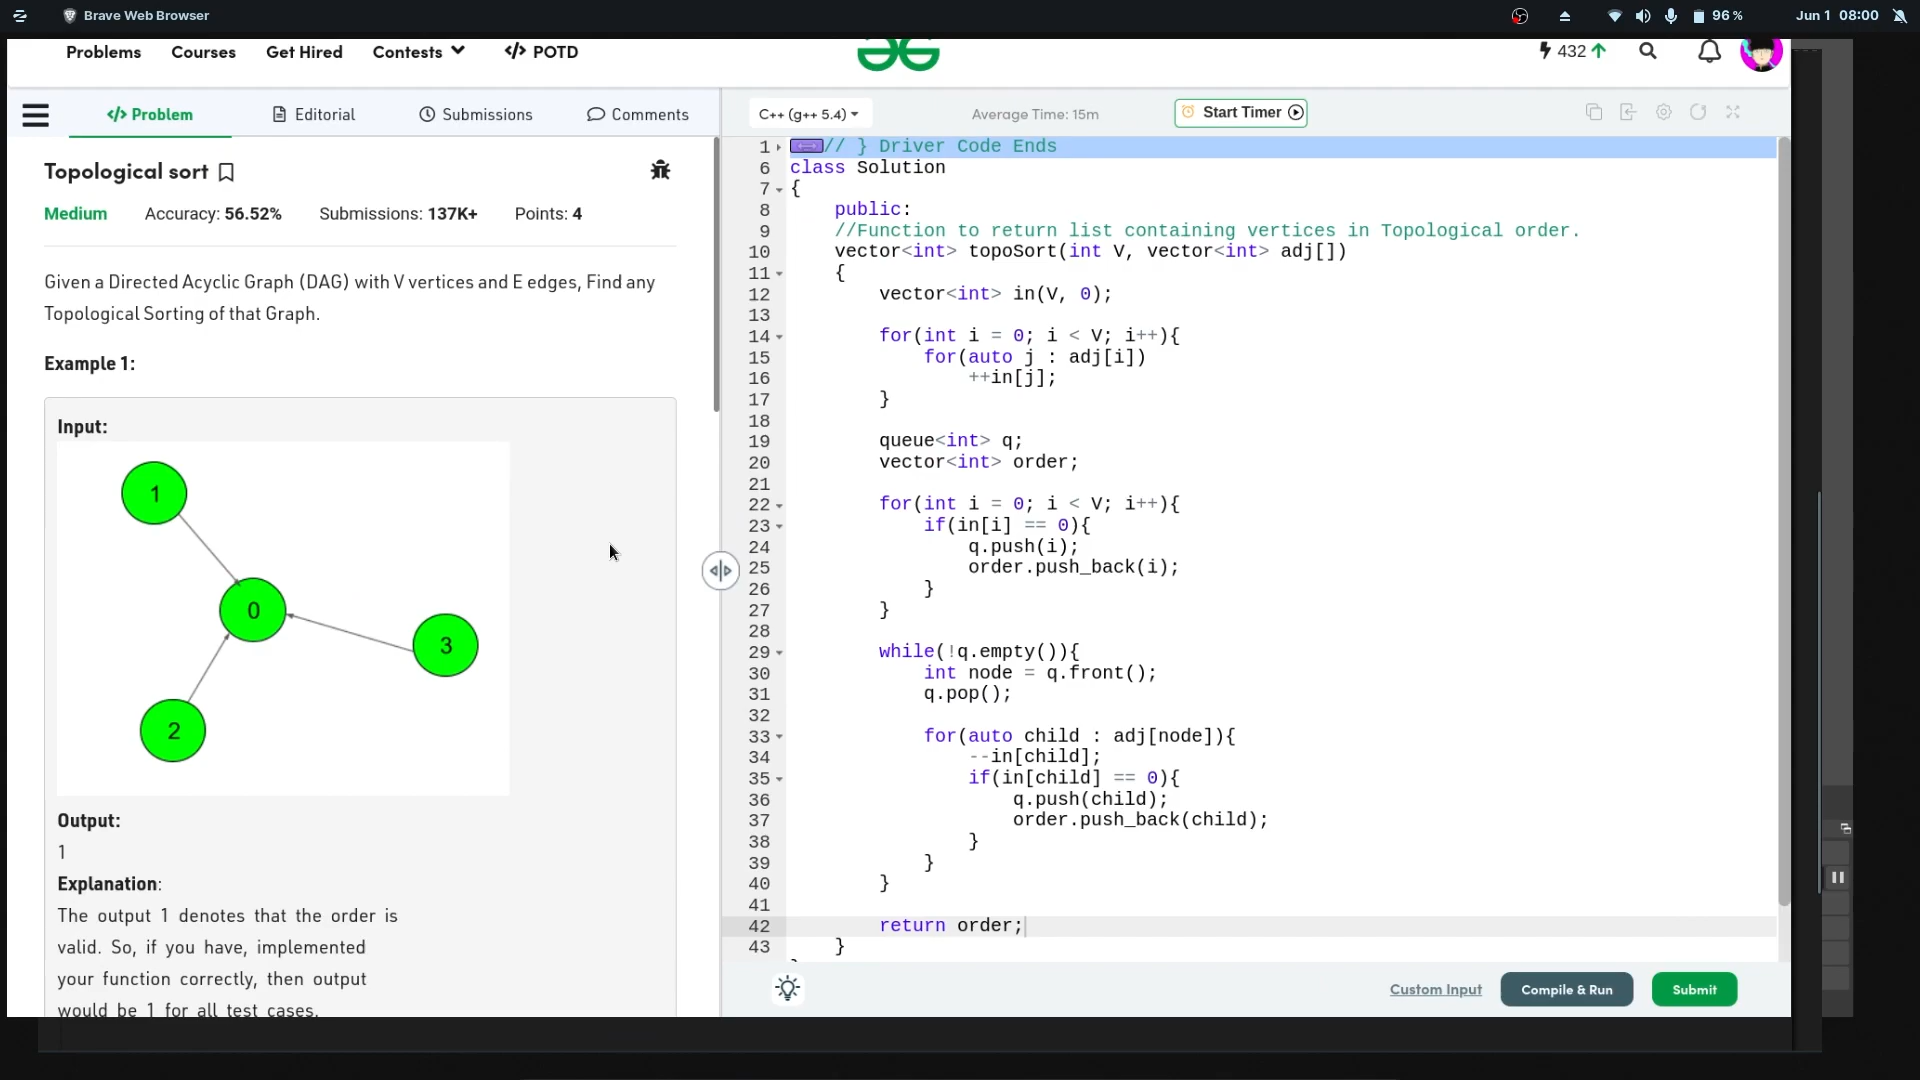 Brave Web Browser
96 %
Jun 1 08:00
Problems Courses Get Hired Contests </> POTD
432
</> Problem Editorial Submissions Comments
Topological sort
Medium Accuracy: 56.52% Submissions: 137K+ Points: 4
Given a Directed Acyclic Graph (DAG) with V vertices and E edges, Find any
Topological Sorting of that Graph.
Example 1:
Input:
1
0
3
2
Output:
1
Explanation:
The output 1 denotes that the order is
valid. So, if you have, implemented
your function correctly, then output
would be 1 for all test cases.
C++ (g++ 5.4) Average Time: 15m Start Timer
1 // } Driver Code Ends
6 class Solution
7 {
8     public:
9     //Function to return list containing vertices in Topological order.
10     vector<int> topoSort(int V, vector<int> adj[])
11     {
12         vector<int> in(V, 0);
13
14         for(int i = 0; i < V; i++){
15             for(auto j : adj[i])
16                 ++in[j];
17         }
18
19         queue<int> q;
20         vector<int> order;
21
22         for(int i = 0; i < V; i++){
23             if(in[i] == 0){
24                 q.push(i);
25                 order.push_back(i);
26             }
27         }
28
29         while(!q.empty()){
30             int node = q.front();
31             q.pop();
32
33             for(auto child : adj[node]){
34                 --in[child];
35                 if(in[child] == 0){
36                     q.push(child);
37                     order.push_back(child);
38                 }
39             }
40         }
41
42         return order;
43     }
Custom Input Compile & Run Submit